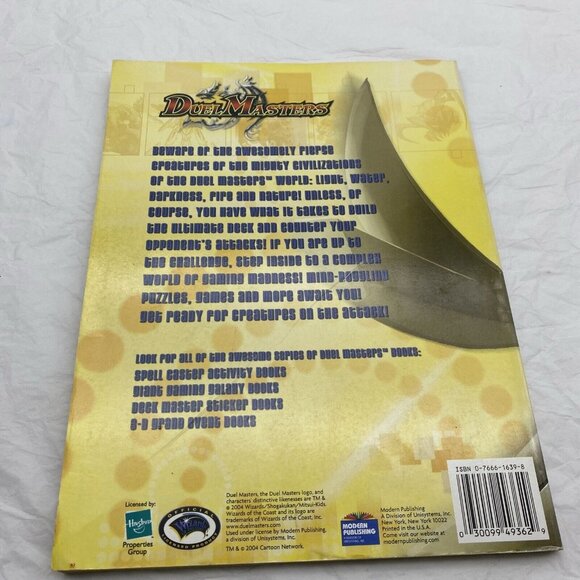 DUEL MASTERS
BEWARE OF THE AWESOMELY FIERCE
CREATURES OF THE MIGHTY CIVILIZATIONS
OF THE DUEL MASTERS™ WORLD: LIGHT, WATER,
DARKNESS, FIRE AND NATURE! UNLESS, OF
COURSE, YOU HAVE WHAT IT TAKES TO BUILD
THE ULTIMATE DECK AND COUNTER YOUR
OPPONENT'S ATTACKS! IF YOU ARE UP TO
THE CHALLENGE, STEP INSIDE TO A COMPLEX
WORLD OF GAMING MADNESS! MIND-BOGGLING
PUZZLES, GAMES AND MORE AWAIT YOU!
GET READY FOR CREATURES ON THE ATTACK!
LOOK FOR ALL OF THE AWESOME SERIES OF DUEL MASTERS™ BOOKS:
SPELL CASTER ACTIVITY BOOKS
GIANT GAMING GALAXY BOOKS
DECK MASTER STICKER BOOKS
3-D GRAND EVENT BOOKS
Licensed by:
Hasbro
Properties
Group
OFFICIAL
LICENSED PRODUCT
Duel Masters, the Duel Masters logo, and
characters' distinctive likenesses are TM &
© 2004 Wizards/Shogakukan/Mitsui-Kids.
Wizards of the Coast and its logo are
trademarks of Wizards of the Coast, Inc.
www.duelmasters.com
Used under license by Modern Publishing.
TM & © 2004 Cartoon Network.
MODERN
PUBLISHING
Modern Publishing
A Division of Unisystems, Inc.
New York, New York 10022
Printed in the U.S.A.
Come visit our website at
modernpublishing.com
ISBN 0-7666-1639-8
0 30099 49362 9